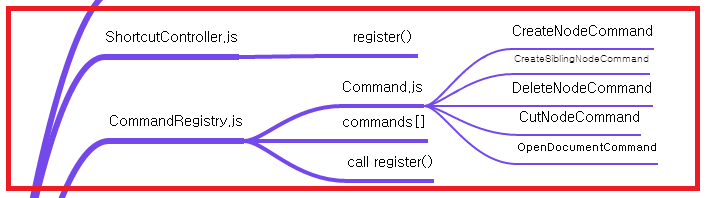 ShortcutController.js
register()
CommandRegistry.js
Command.js
CreateNodeCommand
CreateSiblingNodeCommand
DeleteNodeCommand
CutNodeCommand
OpenDocumentCommand
commands[]
call register()